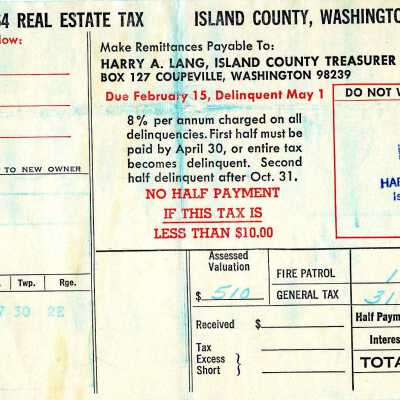 54 REAL ESTATE TAX ISLAND COUNTY, WASHINGTO
low:
Make Remittances Payable To:
HARRY A. LANG, ISLAND COUNTY TREASURER
BOX 127 COUPEVILLE, WASHINGTON 98239
Due February 15, Delinquent May 1
DO NOT W
8% per annum charged on all
delinquencies. First half must be
paid by April 30, or entire tax
becomes delinquent. Second
half delinquent after Oct. 31.
HAR
Is
TO NEW OWNER
NO HALF PAYMENT
IF THIS TAX IS
LESS THAN $10.00
Assessed
Valuation
$ 510
FIRE PATROL 1
GENERAL TAX 31
Twp. Rge.
7 30 2E
Received $
Half Paym
Interes
Tax
Excess
Short
}
$
TOTA